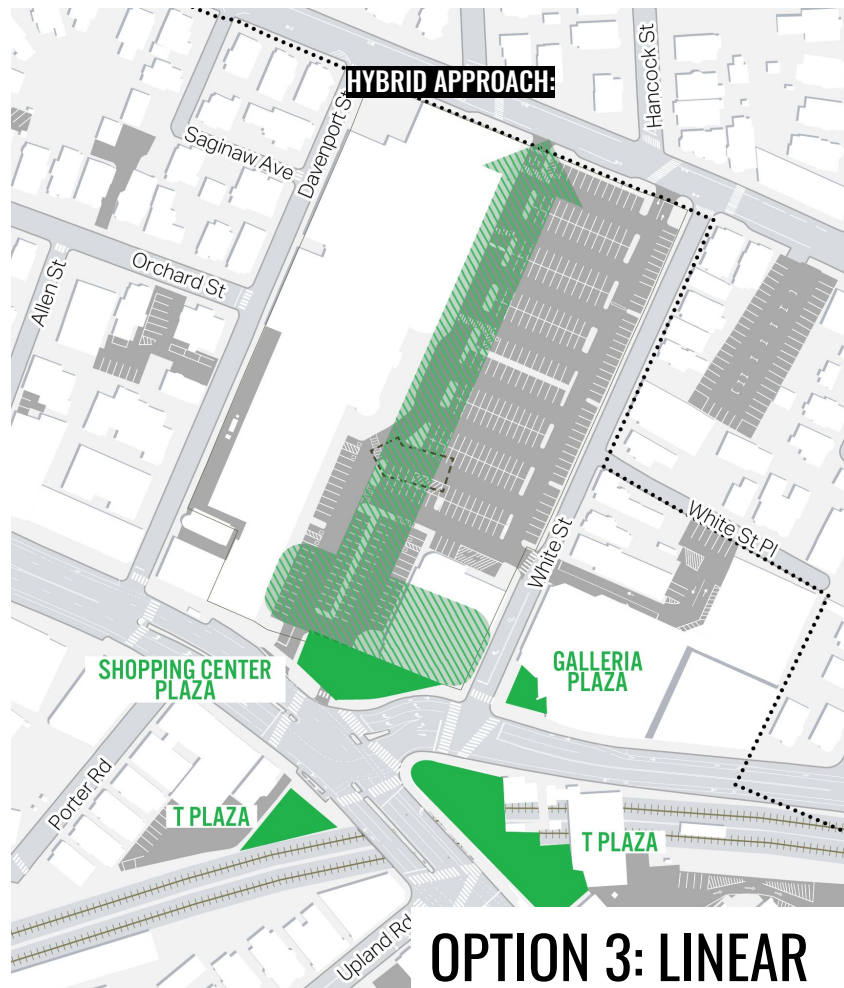 HYBRID APPROACH:
Hancock St
Saginaw Ave
Davenport St
Orchard St
Allen St
White St Pl
White St
SHOPPING CENTER
PLAZA
GALLERIA
PLAZA
Porter Rd
T PLAZA
T PLAZA
Upland Rd
OPTION 3: LINEAR